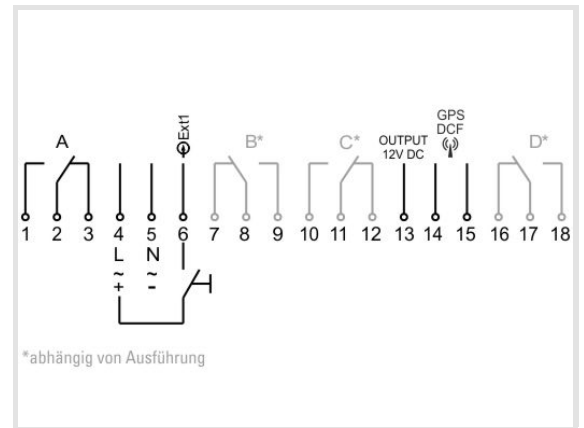 A
Ext1
B*
C*
OUTPUT
12V DC
GPS
DCF
D*
1 2 3 4 5 6 7 8 9 10 11 12 13 14 15 16 17 18
L N
~ ~
+ -
*abhängig von Ausführung